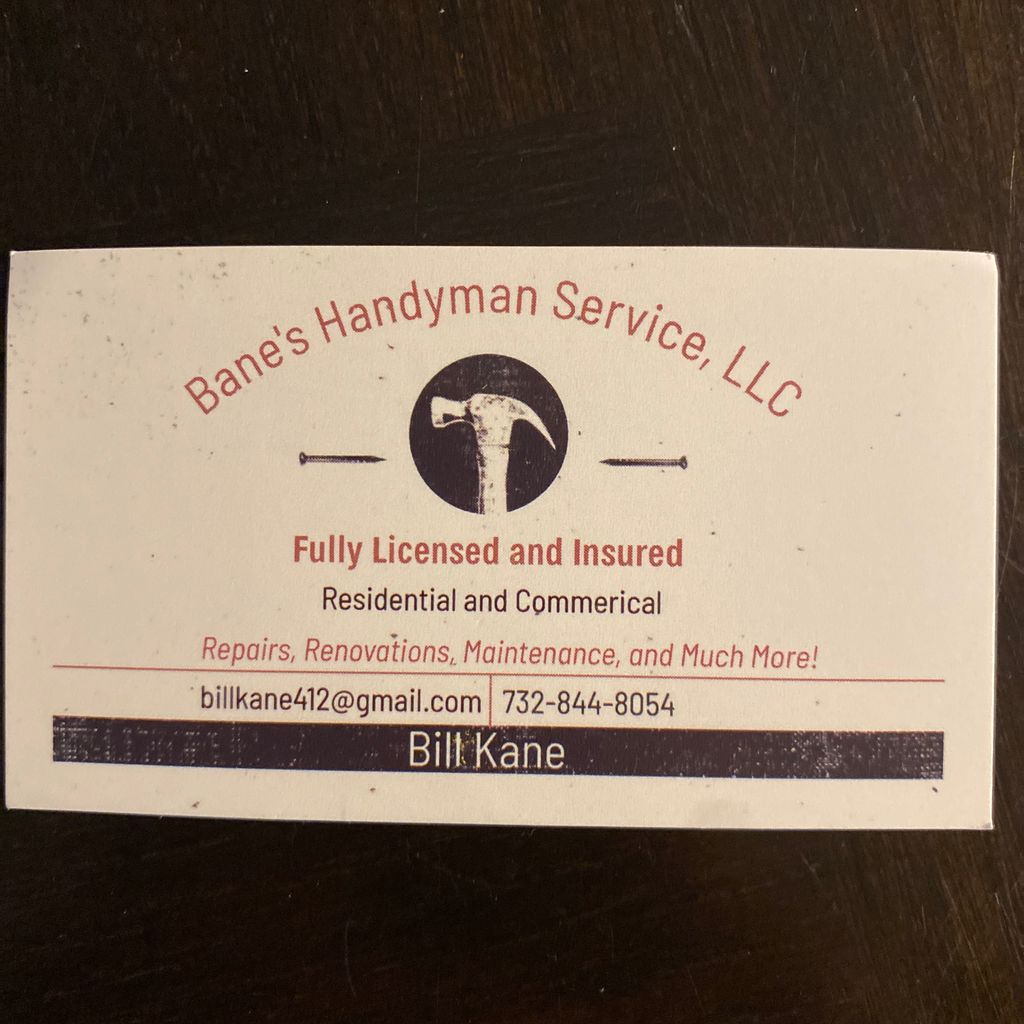 Bane's Handyman Service, LLC
Fully Licensed and Insured
Residential and Commerical
Repairs, Renovations, Maintenance, and Much More!
billkane412@gmail.com 732-844-8054
Bill Kane